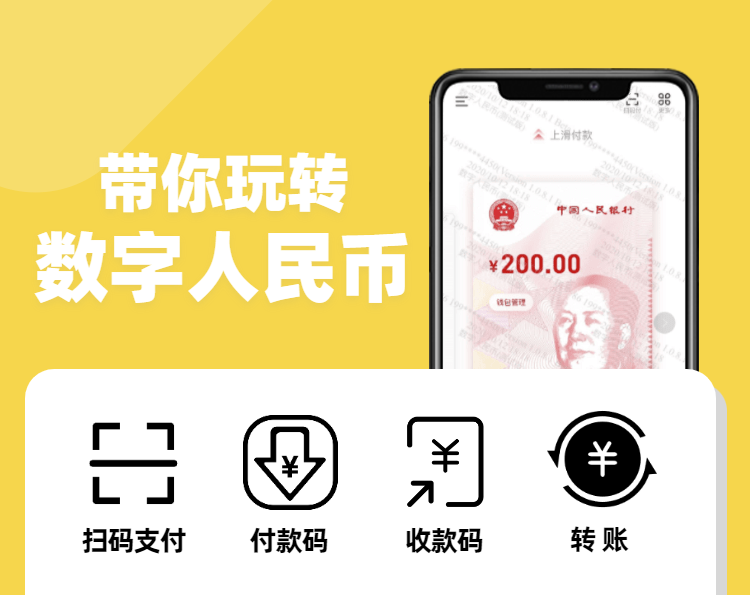 带你玩转
数字人民币
上滑付款
中国人民银行
¥200.00
钱包管理
扫码支付
付款码
收款码
转账